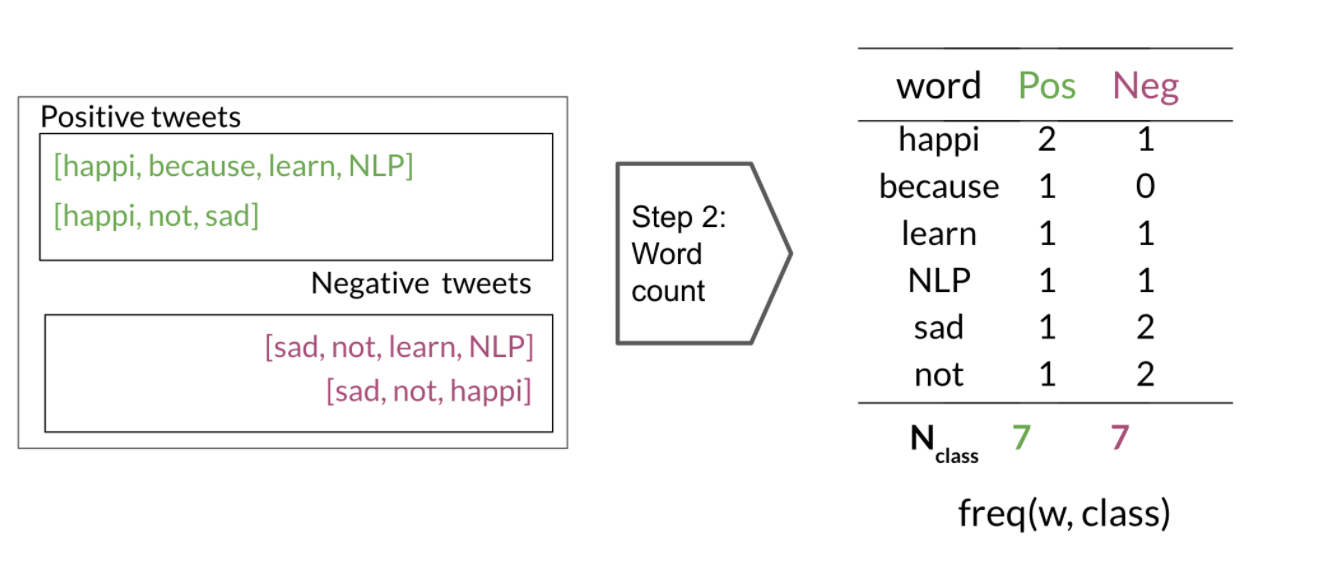 Positive tweets
[happi, because, learn, NLP]
[happi, not, sad]
Negative tweets
[sad, not, learn, NLP]
[sad, not, happi]
Step 2:
Word
count
word Pos Neg
happi 2 1
because 1 0
learn 1 1
NLP 1 1
sad 1 2
not 1 2
Nclass 7 7
freq(w, class)